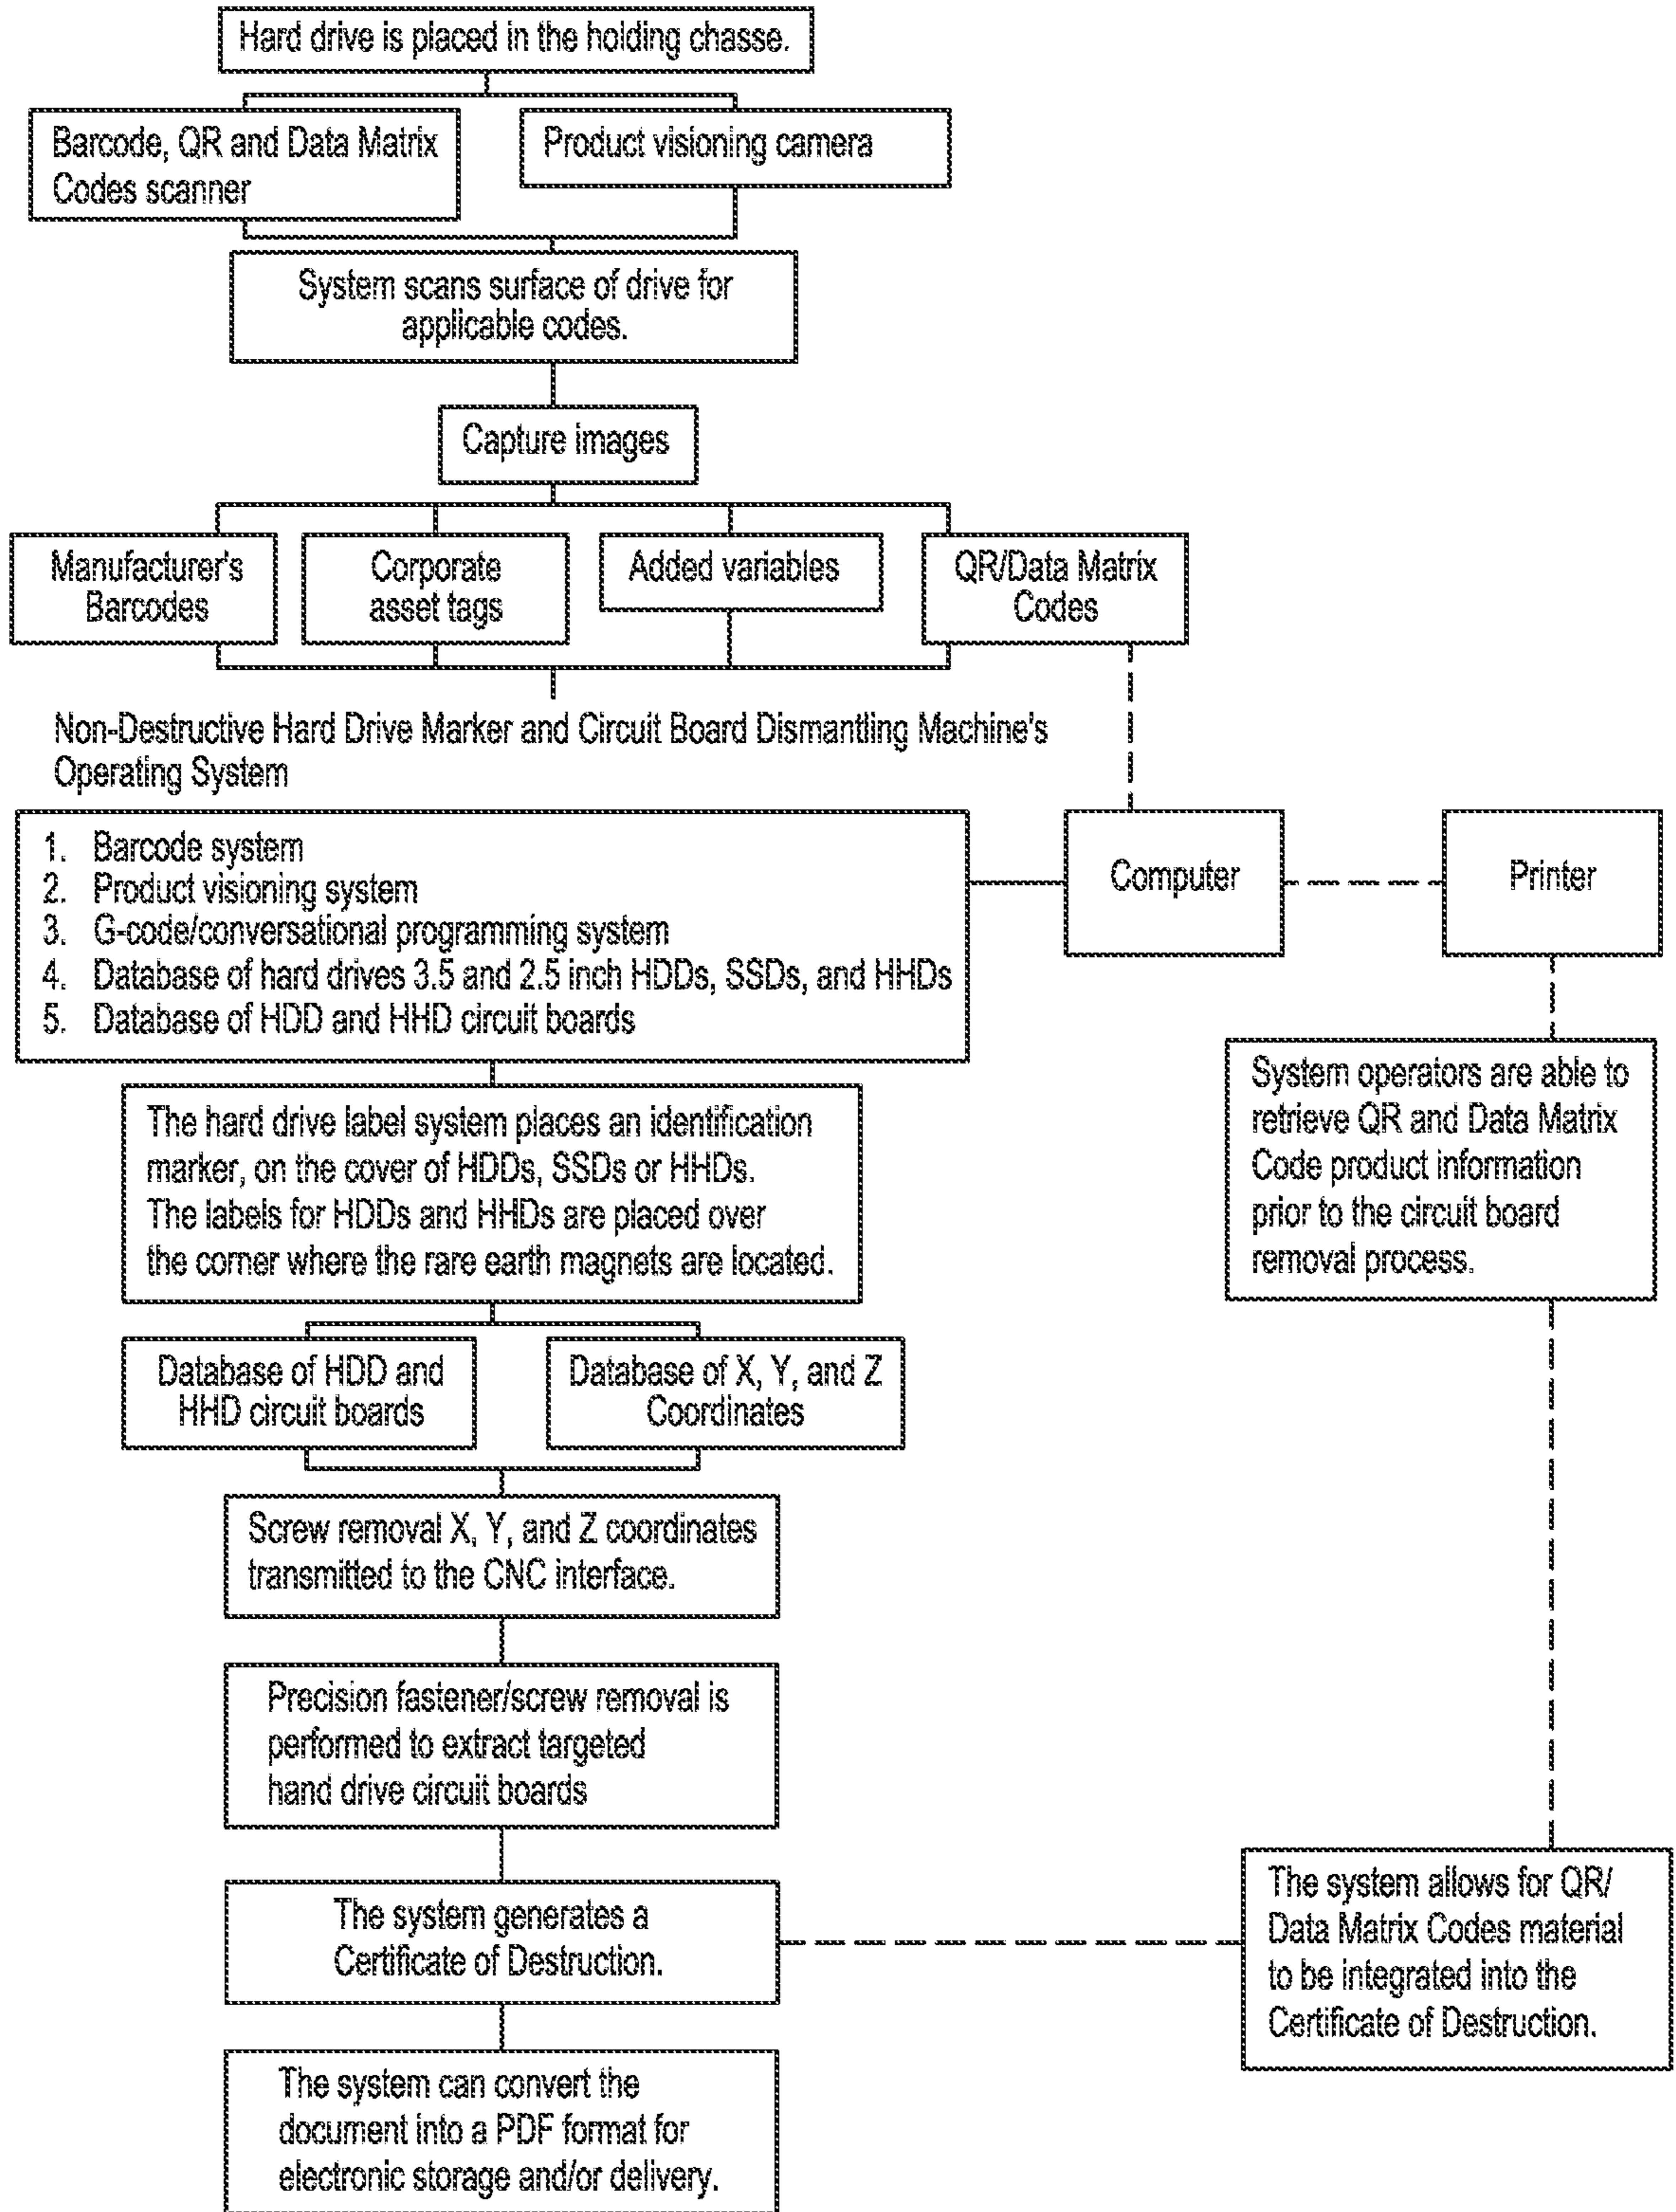 Hard drive is placed in the holding chasse.
Barcode, QR and Data Matrix
Codes scanner
Product visioning camera
System scans surface of drive for
applicable codes.
Capture images
Manufacturer's
Barcodes
Corporate
asset tags
Added variables
QR/Data Matrix
Codes
Non-Destructive Hard Drive Marker and Circuit Board Dismantling Machine's
Operating System
1. Barcode system
2. Product visioning system
3. G-code/conversational programming system
4. Database of hard drives 3.5 and 2.5 inch HDDs, SSDs, and HHDs
5. Database of HDD and HHD circuit boards
Computer
Printer
The hard drive label system places an identification
marker, on the cover of HDDs, SSDs or HHDs.
The labels for HDDs and HHDs are placed over
the corner where the rare earth magnets are located.
System operators are able to
retrieve QR and Data Matrix
Code product information
prior to the circuit board
removal process.
Database of HDD and
HHD circuit boards
Database of X, Y, and Z
Coordinates
Screw removal X, Y, and Z coordinates
transmitted to the CNC interface.
Precision fastener/screw removal is
performed to extract targeted
hand drive circuit boards
The system generates a
Certificate of Destruction.
The system allows for QR/
Data Matrix Codes material
to be integrated into the
Certificate of Destruction.
The system can convert the
document into a PDF format for
electronic storage and/or delivery.